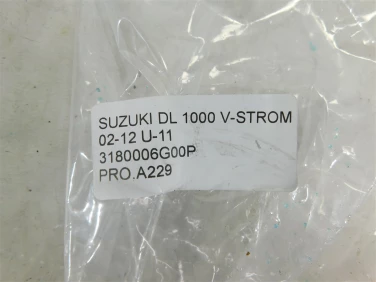 SUZUKI DL 1000 V-STROM
02-12 U-11
3180006G00P
PRO.A229